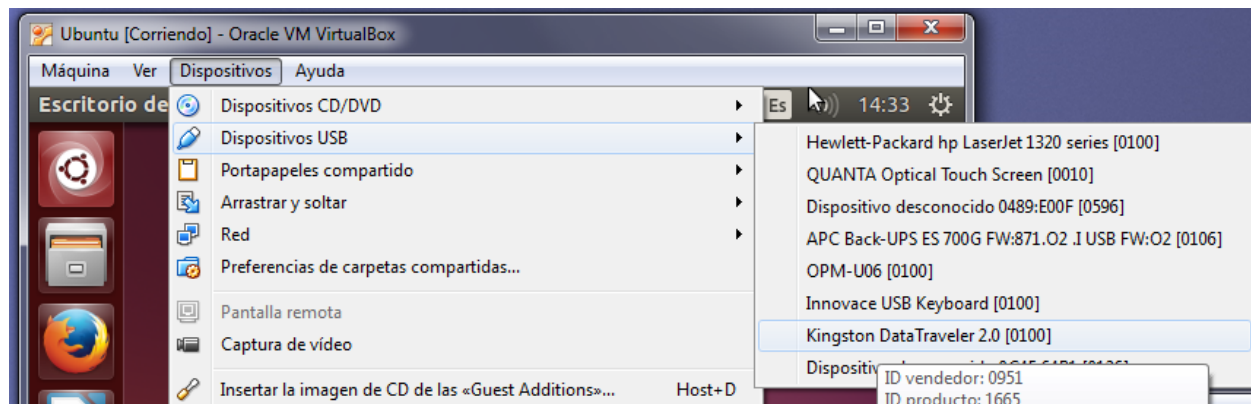 Ubuntu [Corriendo] - Oracle VM VirtualBox
Máquina Ver Dispositivos Ayuda
Escritorio de
Es 14:33
Dispositivos CD/DVD
Dispositivos USB
Portapapeles compartido
Arrastrar y soltar
Red
Preferencias de carpetas compartidas...
Pantalla remota
Captura de vídeo
Insertar la imagen de CD de las «Guest Additions»... Host+D
Hewlett-Packard hp LaserJet 1320 series [0100]
QUANTA Optical Touch Screen [0010]
Dispositivo desconocido 0489:E00F [0596]
APC Back-UPS ES 700G FW:871.O2 .I USB FW:O2 [0106]
OPM-U06 [0100]
Innovace USB Keyboard [0100]
Kingston DataTraveler 2.0 [0100]
ID vendedor: 0951
ID producto: 1665